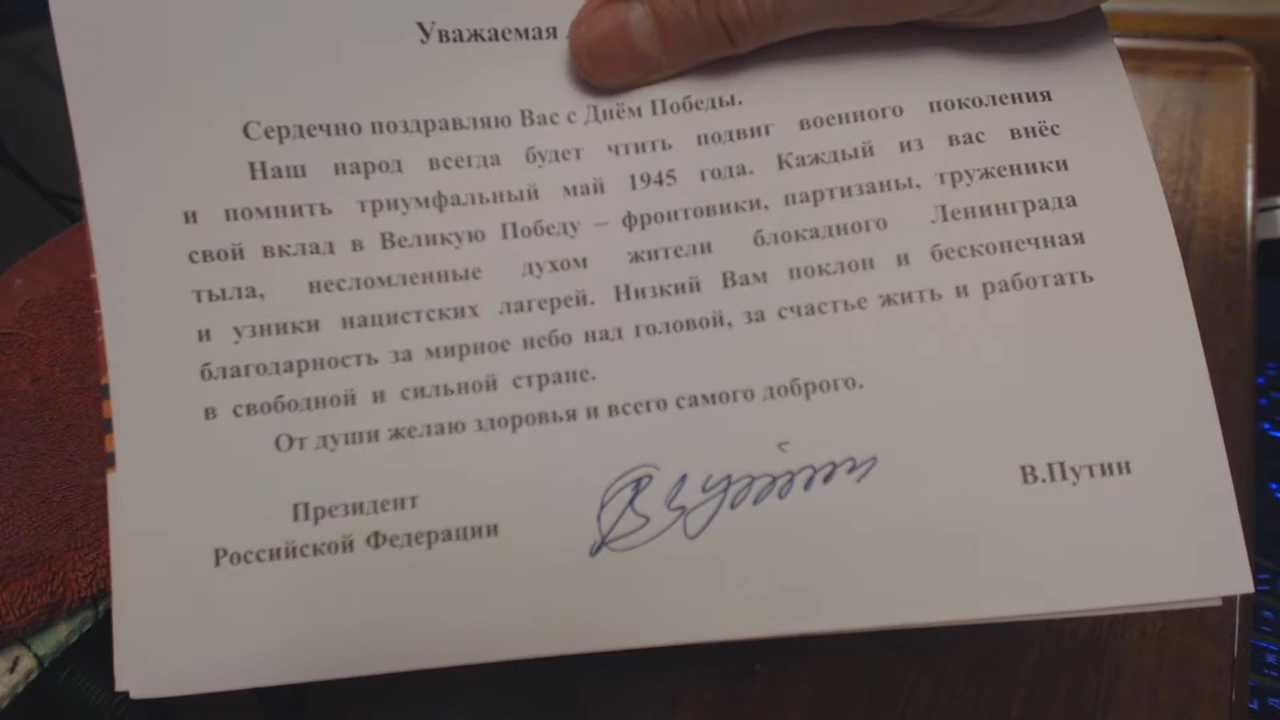 Уважаемая
Сердечно поздравляю Вас с Днём Победы.
Наш народ всегда будет чтить подвиг военного поколения
и помнить триумфальный май 1945 года. Каждый из вас внёс
свой вклад в Великую Победу – фронтовики, партизаны, труженики
тыла, несломленные духом жители блокадного Ленинграда
и узники нацистских лагерей. Низкий Вам поклон и бесконечная
благодарность за мирное небо над головой, за счастье жить и работать
в свободной и сильной стране.
От души желаю здоровья и всего самого доброго.
Президент
Российской Федерации
В.Путин